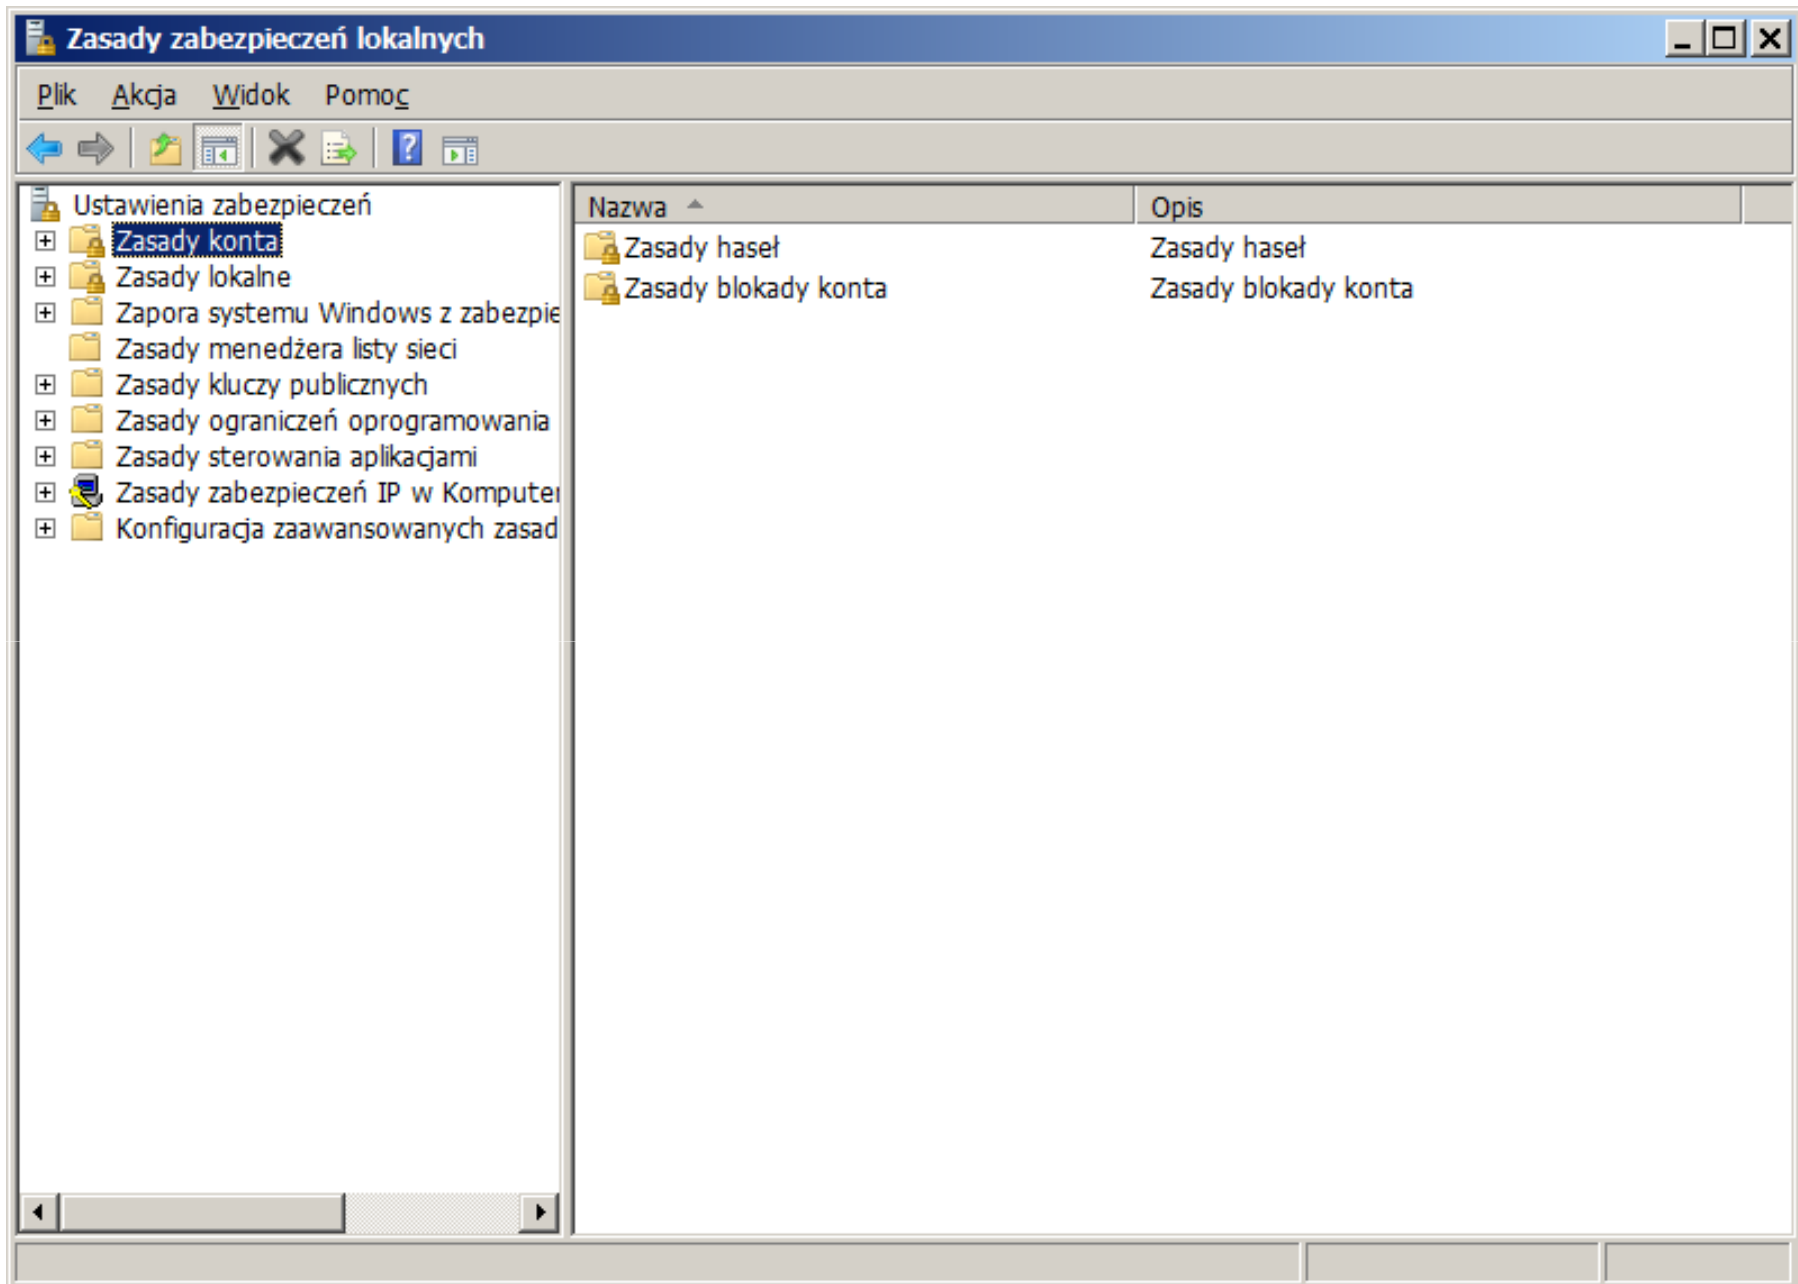 Zasady zabezpieczeń lokalnych
Plik Akcja Widok Pomoc
Ustawienia zabezpieczeń
Zasady konta
Zasady lokalne
Zapora systemu Windows z zabezpie
Zasady menedżera listy sieci
Zasady kluczy publicznych
Zasady ograniczeń oprogramowania
Zasady sterowania aplikacjami
Zasady zabezpieczeń IP w Komputer
Konfiguracja zaawansowanych zasad
Nazwa Opis
Zasady haseł Zasady haseł
Zasady blokady konta Zasady blokady konta